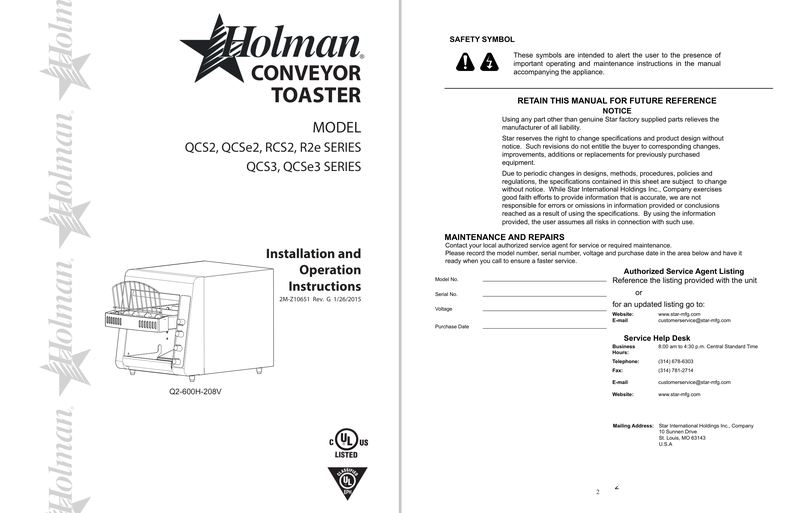 Holman
Holman
Holman
Holman
Holman
Holman®
CONVEYOR
TOASTER
MODEL
QCS2, QCSe2, RCS2, R2e SERIES
QCS3, QCSe3 SERIES
Installation and
Operation
Instructions
2M-Z10651 Rev. G 1/26/2015
Q2-600H-208V
C UL US
LISTED
CLASSIFIED
UL
EPH
SAFETY SYMBOL
These symbols are intended to alert the user to the presence of
important operating and maintenance instructions in the manual
accompanying the appliance.
RETAIN THIS MANUAL FOR FUTURE REFERENCE
NOTICE
Using any part other than genuine Star factory supplied parts relieves the
manufacturer of all liability.
Star reserves the right to change specifications and product design without
notice. Such revisions do not entitle the buyer to corresponding changes,
improvements, additions or replacements for previously purchased
equipment.
Due to periodic changes in designs, methods, procedures, policies and
regulations, the specifications contained in this sheet are subject to change
without notice. While Star International Holdings Inc., Company exercises
good faith efforts to provide information that is accurate, we are not
responsible for errors or omissions in information provided or conclusions
reached as a result of using the specifications. By using the information
provided, the user assumes all risks in connection with such use.
MAINTENANCE AND REPAIRS
Contact your local authorized service agent for service or required maintenance.
Please record the model number, serial number, voltage and purchase date in the area below and have it
ready when you call to ensure a faster service.
Model No.
Serial No.
Voltage
Purchase Date
Authorized Service Agent Listing
Reference the listing provided with the unit
or
for an updated listing go to:
Website: www.star-mfg.com
E-mail customerservice@star-mfg.com
Service Help Desk
Business Hours: 8:00 am to 4:30 p.m. Central Standard Time
Telephone: (314) 678-6303
Fax: (314) 781-2714
E-mail customerservice@star-mfg.com
Website: www.star-mfg.com
Mailing Address: Star International Holdings Inc., Company
10 Sunnen Drive
St. Louis, MO 63143
U.S.A
2